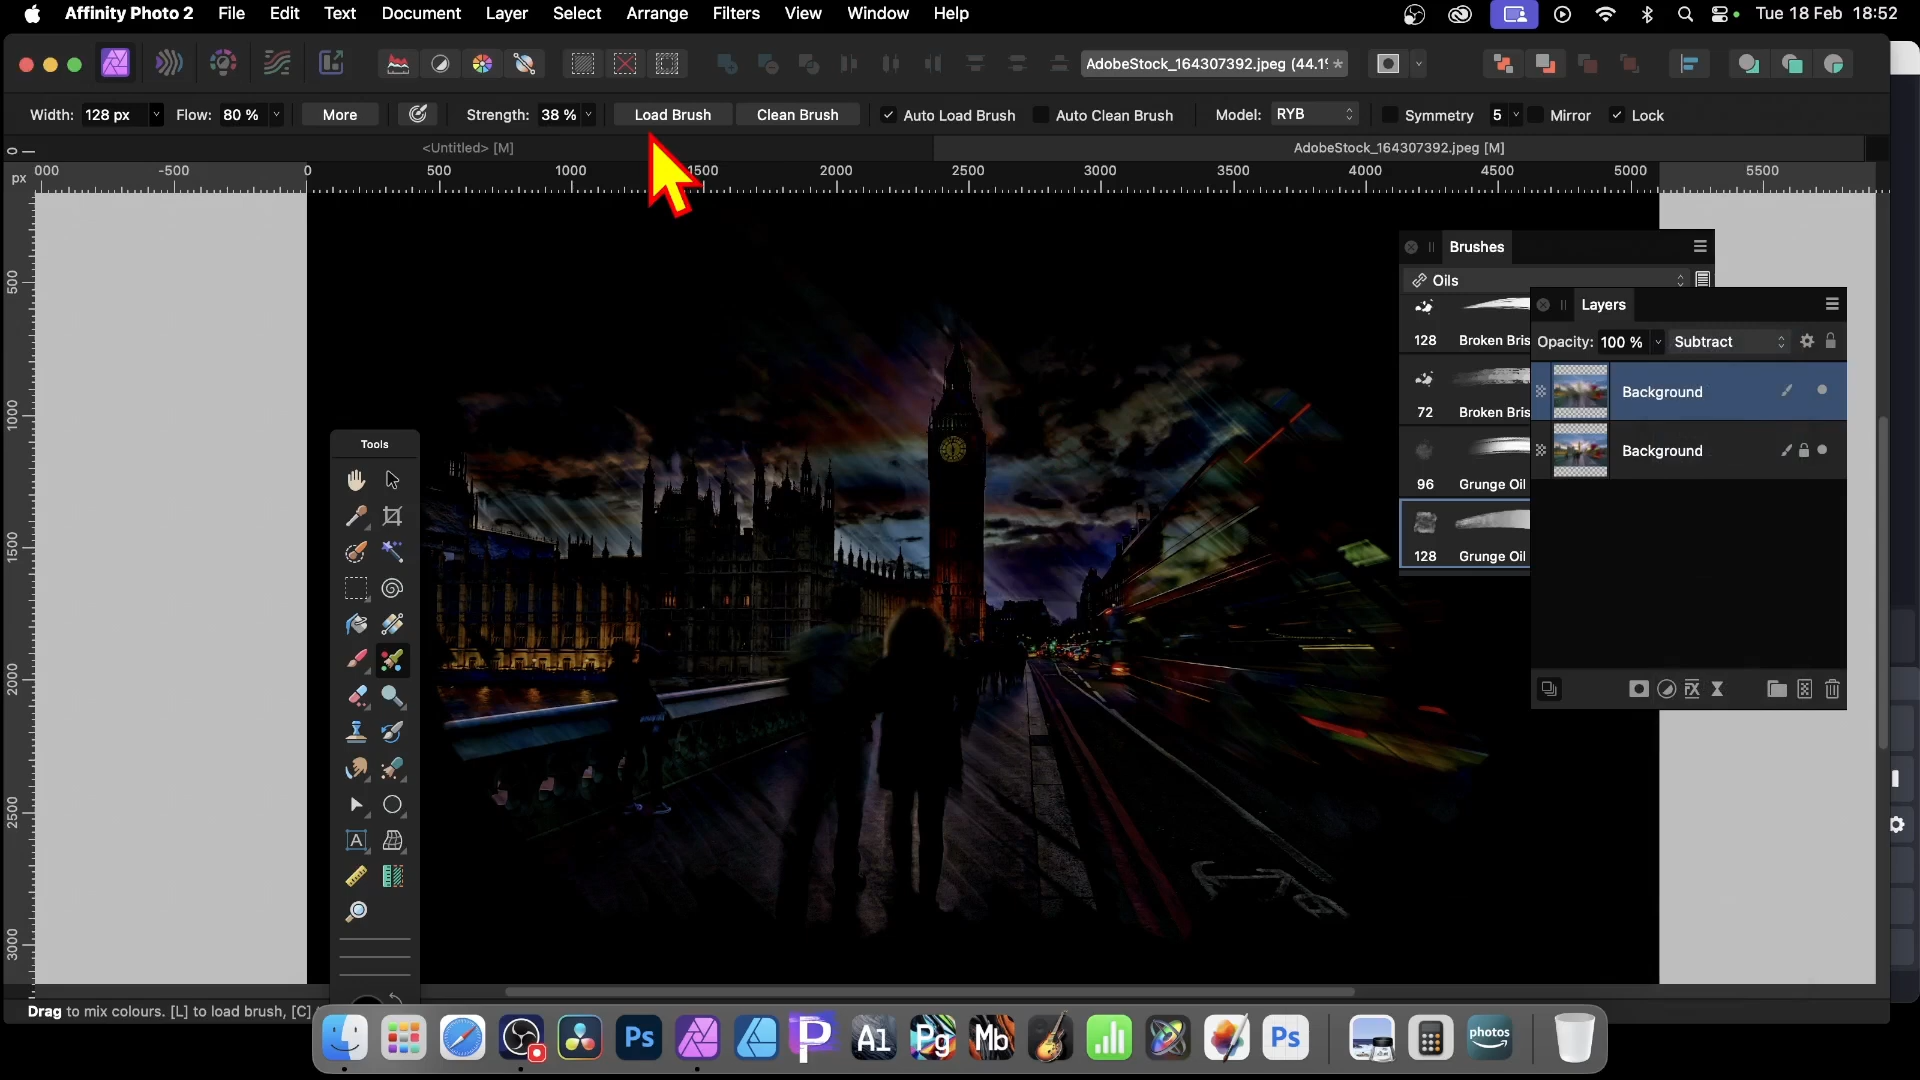 Affinity Photo 2 File Edit Text Document Layer Select Arrange Filters View Window Help Tue 18 Feb 18:52
AdobeStock_164307392.jpeg (44.1% *
Width: 128 px Flow: 80 % More Strength: 38 % Load Brush Clean Brush Auto Load Brush Auto Clean Brush Model: RYB Symmetry 5 Mirror Lock
<Untitled> [M] AdobeStock_164307392.jpeg [M]
px 000 -500 0 500 1000 1500 2000 2500 3000 3500 4000 4500 5000 5500
0
500
1000
1500
2000
2500
3000
Brushes
Oils
128 Broken Bris
72 Broken Bris
96 Grunge Oil
128 Grunge Oil
Layers
Opacity: 100 % Subtract
Background
Background
Tools
Drag to mix colours. [L] to load brush, [C]
Ps
AI Pg Mb
Ps
photos